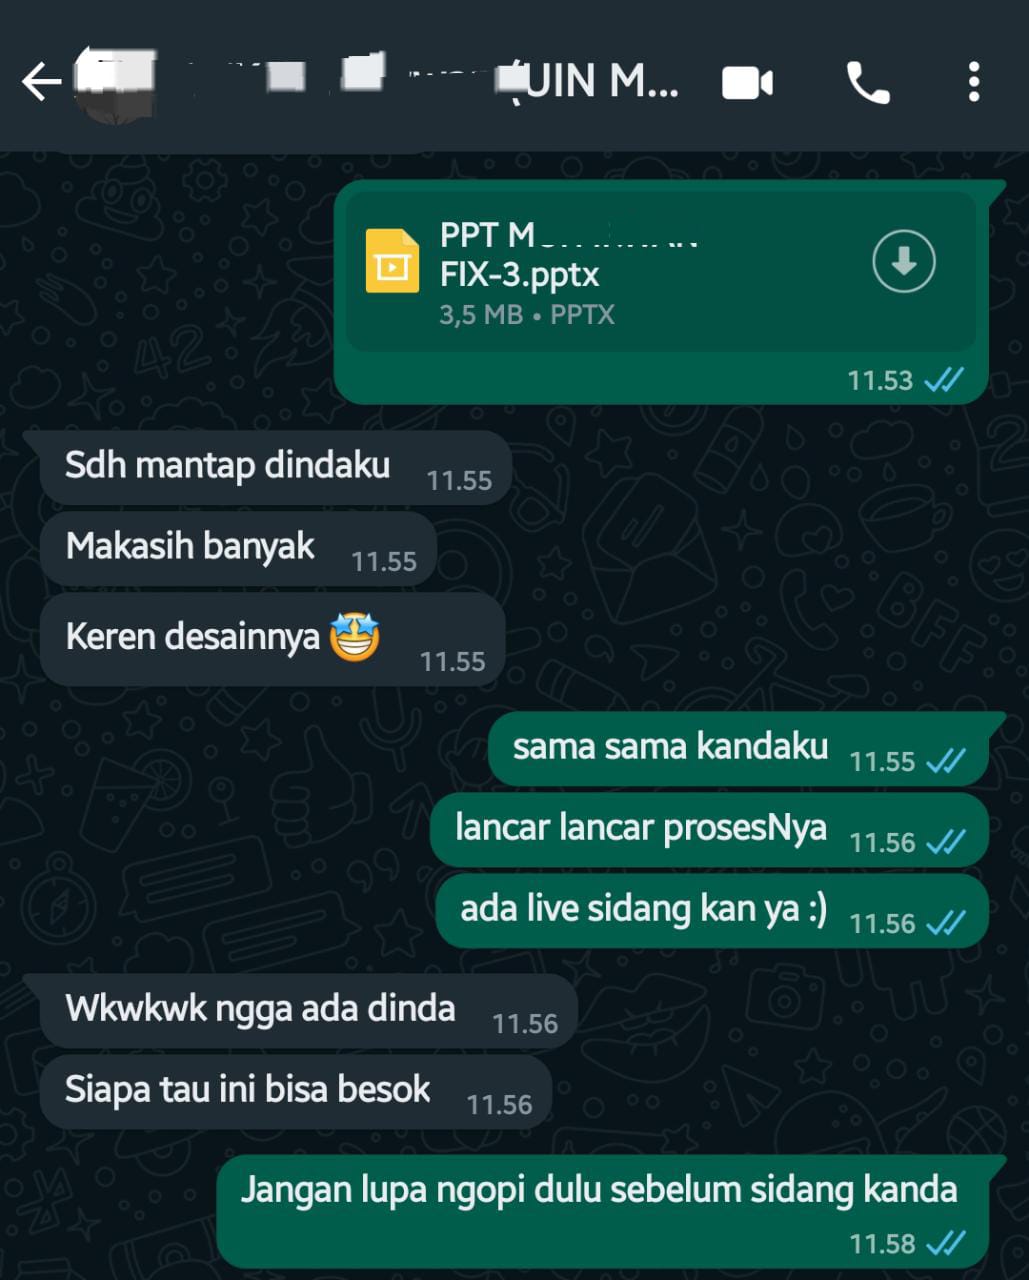 UIN M...
PPT M
FIX-3.pptx
3,5 MB • PPTX
11.53
Sdh mantap dindaku 11.55
Makasih banyak 11.55
Keren desainnya 🤩 11.55
sama sama kandaku 11.55
lancar lancar prosesNya 11.56
ada live sidang kan ya :) 11.56
Wkwkwk ngga ada dinda 11.56
Siapa tau ini bisa besok 11.56
Jangan lupa ngopi dulu sebelum sidang kanda
11.58